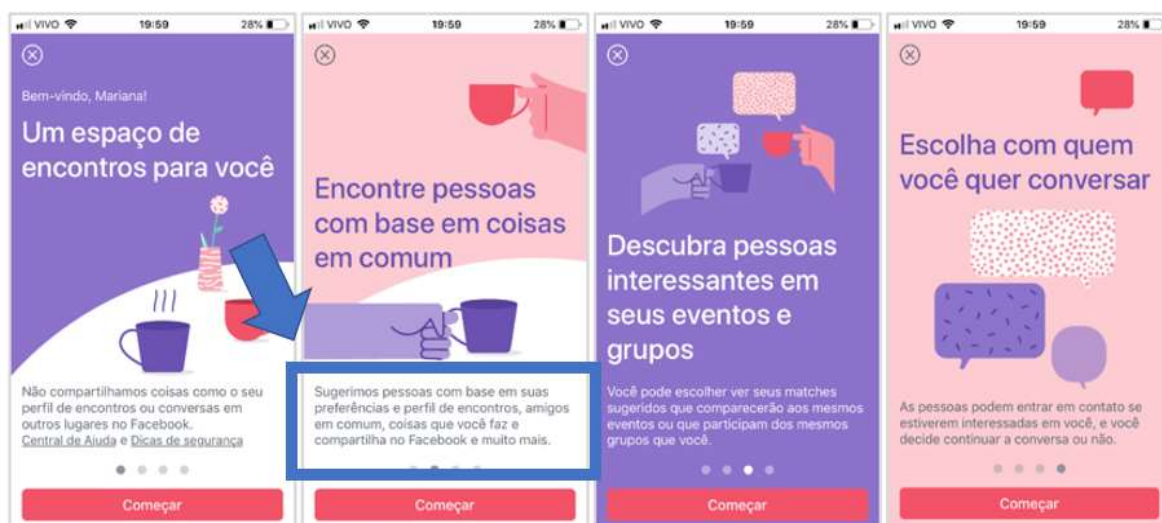 VIVO 19:59 28%
Bem-vindo, Mariana!
Um espaço de
encontros para você
Não compartilhamos coisas como o seu
perfil de encontros ou conversas em
outros lugares no Facebook.
Central de Ajuda e Dicas de segurança
Começar
VIVO 19:59 28%
Encontre pessoas
com base em coisas
em comum
Sugerimos pessoas com base em suas
preferências e perfil de encontros, amigos
em comum, coisas que você faz e
compartilha no Facebook e muito mais.
Começar
VIVO 19:59 28%
Descubra pessoas
interessantes em
seus eventos e
grupos
Você pode escolher ver seus matches
sugeridos que comparecerão aos mesmos
eventos ou que participam dos mesmos
grupos que você.
Começar
VIVO 19:59 28%
Escolha com quem
você quer conversar
As pessoas podem entrar em contato se
estiverem interessadas em você, e você
decide continuar a conversa ou não.
Começar